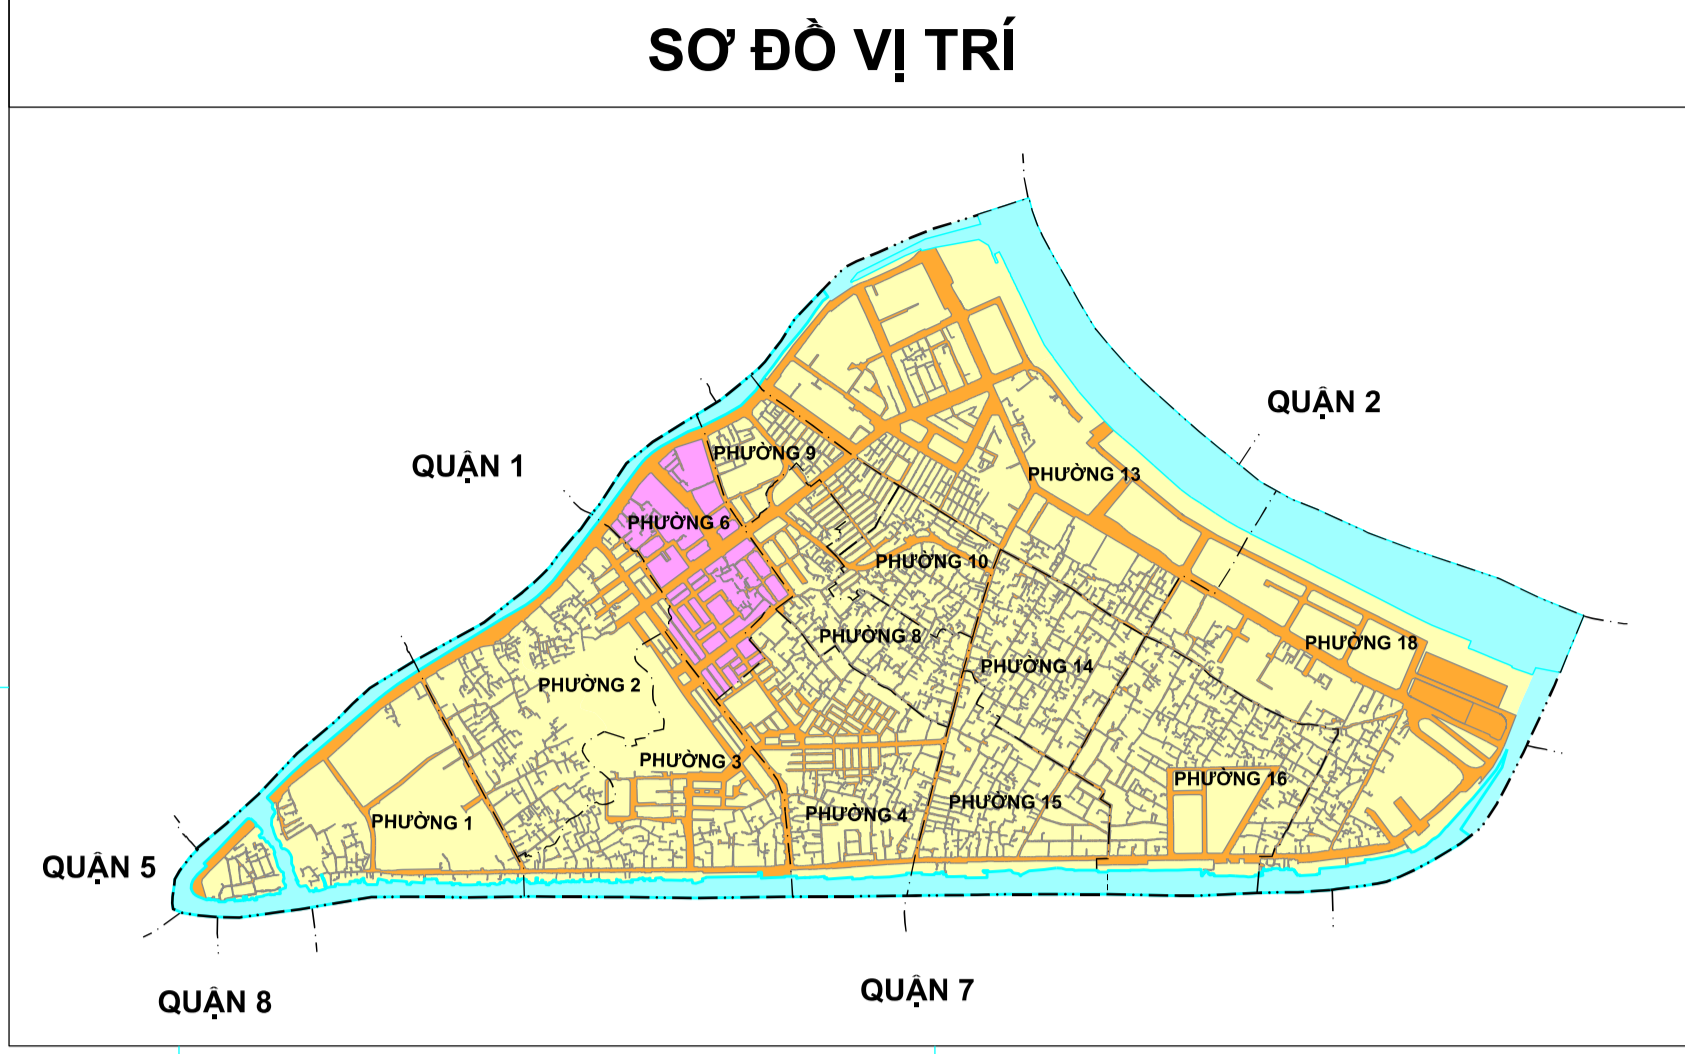 SƠ ĐỒ VỊ TRÍ
QUẬN 2
QUẬN 1
PHƯỜNG 9
PHƯỜNG 13
PHƯỜNG 6
PHƯỜNG 10
PHƯỜNG 8
PHƯỜNG 18
PHƯỜNG 14
PHƯỜNG 2
PHƯỜNG 3
PHƯỜNG 16
PHƯỜNG 15
PHƯỜNG 4
PHƯỜNG 1
QUẬN 5
QUẬN 7
QUẬN 8